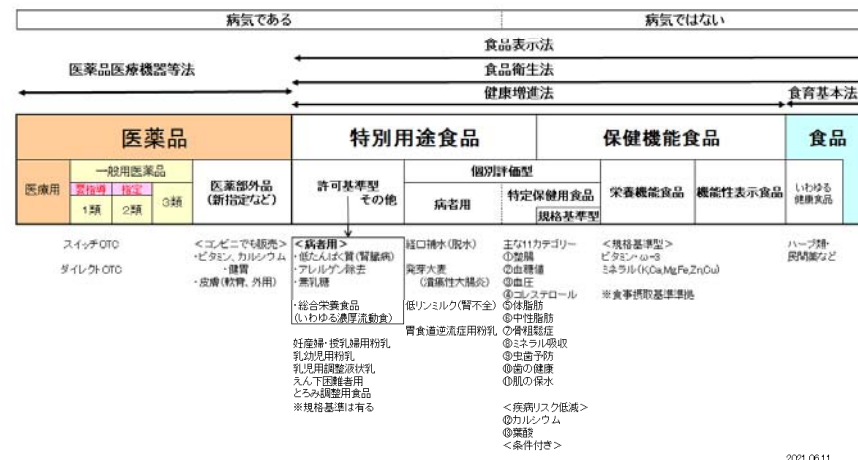 病気である
病気ではない
食品表示法
医薬品医療機器等法
食品衛生法
健康増進法
食育基本法
医薬品
特別用途食品
保健機能食品
食品
医療用
一般用医薬品
要指導
指定
1類
2類
3類
医薬部外品
(新指定など)
許可基準型
その他
個別評価型
病者用
特定保健用食品
規格基準型
栄養機能食品
機能性表示食品
いわゆる
健康食品
スイッチOTC
ダイレクトOTC
<コンビニでも販売>
・ビタミン、カルシウム
・健胃
・皮膚(軟膏、外用)
<病者用>
・低たんぱく質(腎臓病)
・アレルゲン除去
・無乳糖
・総合栄養食品
(いわゆる濃厚流動食)
妊産婦・授乳婦用粉乳
乳幼児用粉乳
乳児用調整液状乳
えん下困難者用
とろみ調整用食品
※規格基準は有る
経口補水(脱水)
発芽大麦
(潰瘍性大腸炎)
低リンミルク(腎不全)
胃食道逆流症用粉乳
主な11カテゴリー
①整腸
②血糖値
③血圧
④コレステロール
⑤体脂肪
⑥中性脂肪
⑦骨粗鬆症
⑧ミネラル吸収
⑨虫歯予防
⑩歯の健康
⑪肌の保水
<疾病リスク低減>
⑫カルシウム
⑬葉酸
<条件付き>
<規格基準型>
ビタミン・ω-3
ミネラル(K,Ca,Mg,Fe,Zn,Cu)
※食事摂取基準準拠
ハーブ類・
民間薬など
2021.06.11